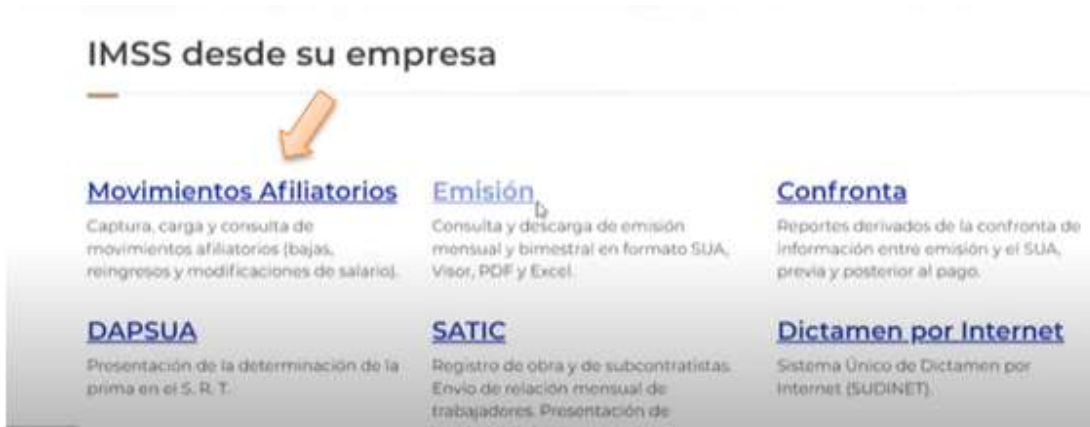 IMSS desde su empresa
Movimientos Afiliatorios
Captura, carga y consulta de
movimientos afiliatorios (bajas,
reingresos y modificaciones de salario).
Emisión
Consulta y descarga de emisión
mensual y bimestral en formato SUA,
Visor, PDF y Excel.
Confronta
Reportes derivados de la confronta de
información entre emisión y el SUA,
previa y posterior al pago.
DAPSUA
Presentación de la determinación de la
prima en el S. R. T.
SATIC
Registro de obra y de subcontratistas.
Envío de relación mensual de
trabajadores. Presentación de
Dictamen por Internet
Sistema Único de Dictamen por
Internet (SUDINET).